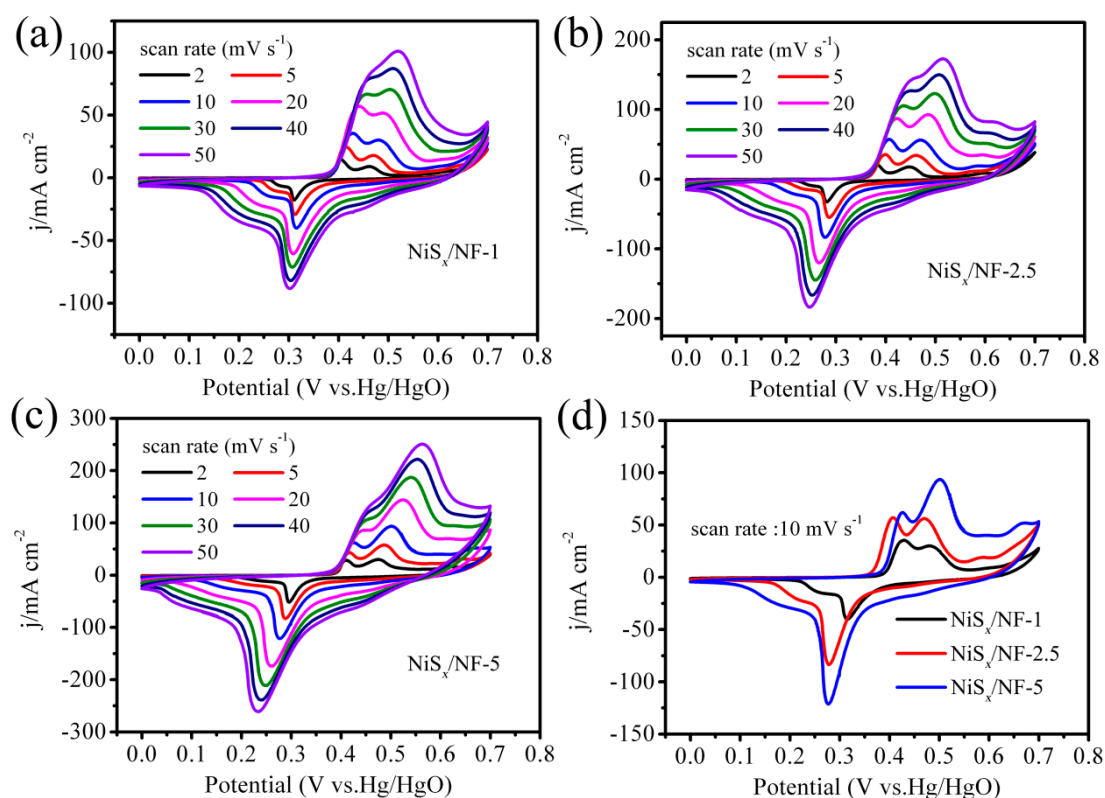 (a)
scan rate (mV s⁻¹)
2 5
10 20
30 40
50
NiSₓ/NF-1
100
50
0
-50
-100
j/mA cm⁻²
0.0 0.1 0.2 0.3 0.4 0.5 0.6 0.7 0.8
Potential (V vs.Hg/HgO)
(b)
scan rate (mV s⁻¹)
2 5
10 20
30 40
50
NiSₓ/NF-2.5
200
100
0
-100
-200
j/mA cm⁻²
0.0 0.1 0.2 0.3 0.4 0.5 0.6 0.7 0.8
Potential (V vs.Hg/HgO)
(c)
scan rate (mV s⁻¹)
2 5
10 20
30 40
50
NiSₓ/NF-5
300
200
100
0
-100
-200
-300
j/mA cm⁻²
0.0 0.1 0.2 0.3 0.4 0.5 0.6 0.7 0.8
Potential (V vs.Hg/HgO)
(d)
scan rate :10 mV s⁻¹
NiSₓ/NF-1
NiSₓ/NF-2.5
NiSₓ/NF-5
150
100
50
0
-50
-100
-150
j/mA cm⁻²
0.0 0.1 0.2 0.3 0.4 0.5 0.6 0.7 0.8
Potential (V vs.Hg/HgO)